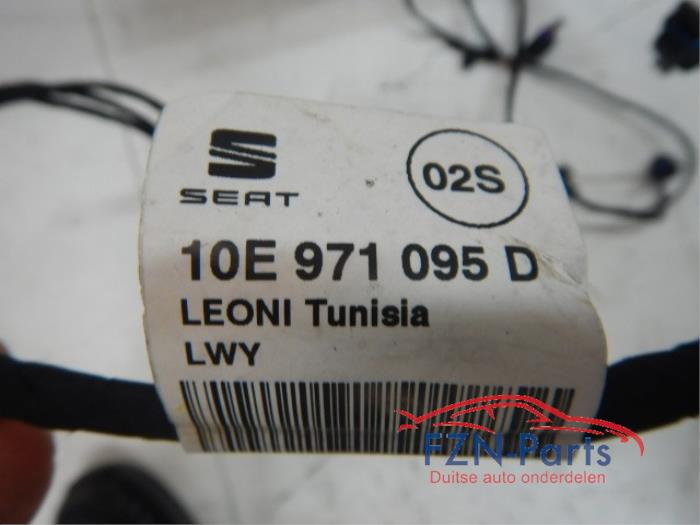 SEAT
02S
10E 971 095 D
LEONI Tunisia
LWY
FZN-Parts
Duitse auto onderdelen